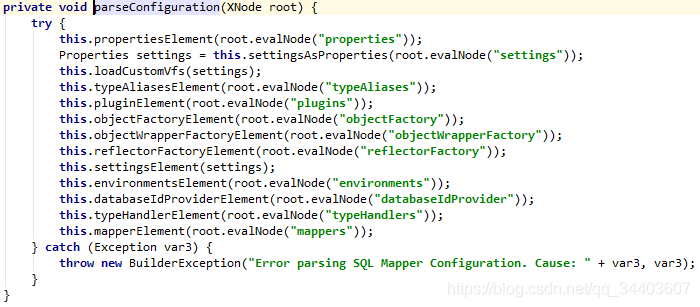 private void parseConfiguration(XNode root) {
    try {
        this.propertiesElement(root.evalNode("properties"));
        Properties settings = this.settingsAsProperties(root.evalNode("settings"));
        this.loadCustomVfs(settings);
        this.typeAliasesElement(root.evalNode("typeAliases"));
        this.pluginElement(root.evalNode("plugins"));
        this.objectFactoryElement(root.evalNode("objectFactory"));
        this.objectWrapperFactoryElement(root.evalNode("objectWrapperFactory"));
        this.reflectorFactoryElement(root.evalNode("reflectorFactory"));
        this.settingsElement(settings);
        this.environmentsElement(root.evalNode("environments"));
        this.databaseIdProviderElement(root.evalNode("databaseIdProvider"));
        this.typeHandlerElement(root.evalNode("typeHandlers"));
        this.mapperElement(root.evalNode("mappers"));
    } catch (Exception var3) {
        throw new BuilderException("Error parsing SQL Mapper Configuration. Cause: " + var3, var3);
    }
}
https://blog.csdn.net/qq_34403607